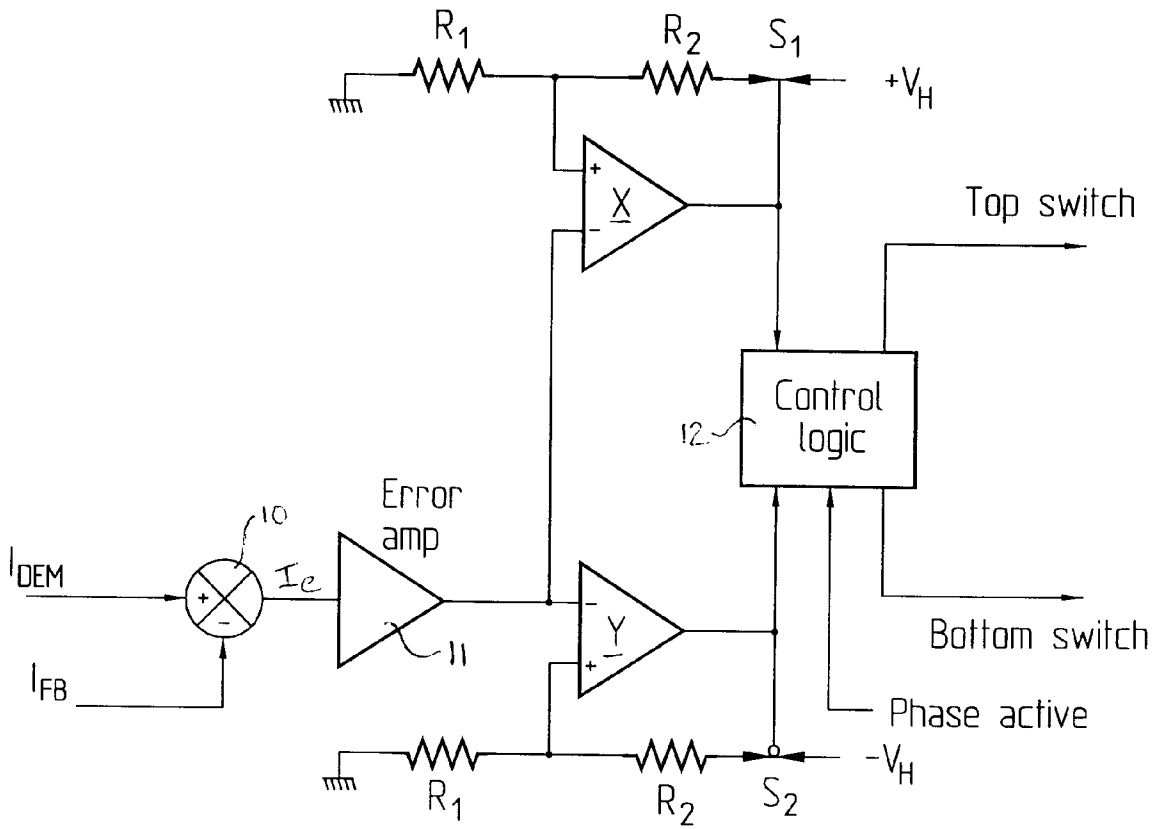 R1
R2
S1
+VH
+
X
−
Top switch
Control
logic
12
Error
amp
10
IDEM
+
−
Ie
11
−
Y
+
Bottom switch
IFB
Phase active
R1
R2
S2
-VH